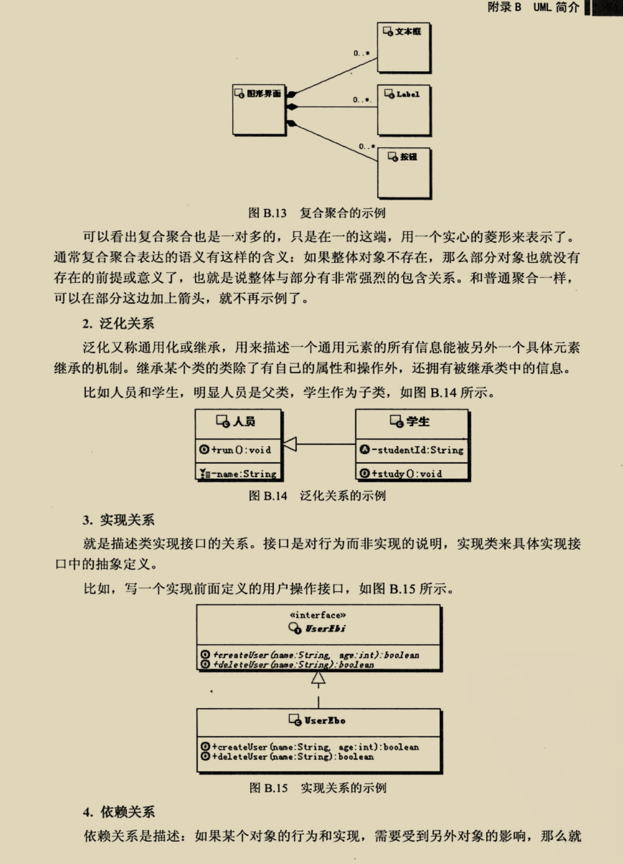 附录 B UML 简介
文本框
0..*
图形界面
0..*
Label
0..*
按钮
图 B.13 复合聚合的示例
可以看出复合聚合也是一对多的，只是在一的这端，用一个实心的菱形来表示了。
通常复合聚合表达的语义有这样的含义：如果整体对象不存在，那么部分对象也就没有
存在的前提或意义了，也就是说整体与部分有非常强烈的包含关系。和普通聚合一样，
可以在部分这边加上箭头，就不再示例了。
2. 泛化关系
泛化又称通用化或继承，用来描述一个通用元素的所有信息能被另外一个具体元素
继承的机制。继承某个类的类除了有自己的属性和操作外，还拥有被继承类中的信息。
比如人员和学生，明显人员是父类，学生作为子类，如图 B.14 所示。
人员
+run():void
-name:String
学生
-studentId:String
+study():void
图 B.14 泛化关系的示例
3. 实现关系
就是描述类实现接口的关系。接口是对行为而非实现的说明，实现类来具体实现接
口中的抽象定义。
比如，写一个实现前面定义的用户操作接口，如图 B.15 所示。
«interface»
UserEbi
+createUser(name:String, age:int):boolean
+deleteUser(name:String):boolean
UserEbo
+createUser(name:String, age:int):boolean
+deleteUser(name:String):boolean
图 B.15 实现关系的示例
4. 依赖关系
依赖关系是描述：如果某个对象的行为和实现，需要受到另外对象的影响，那么就